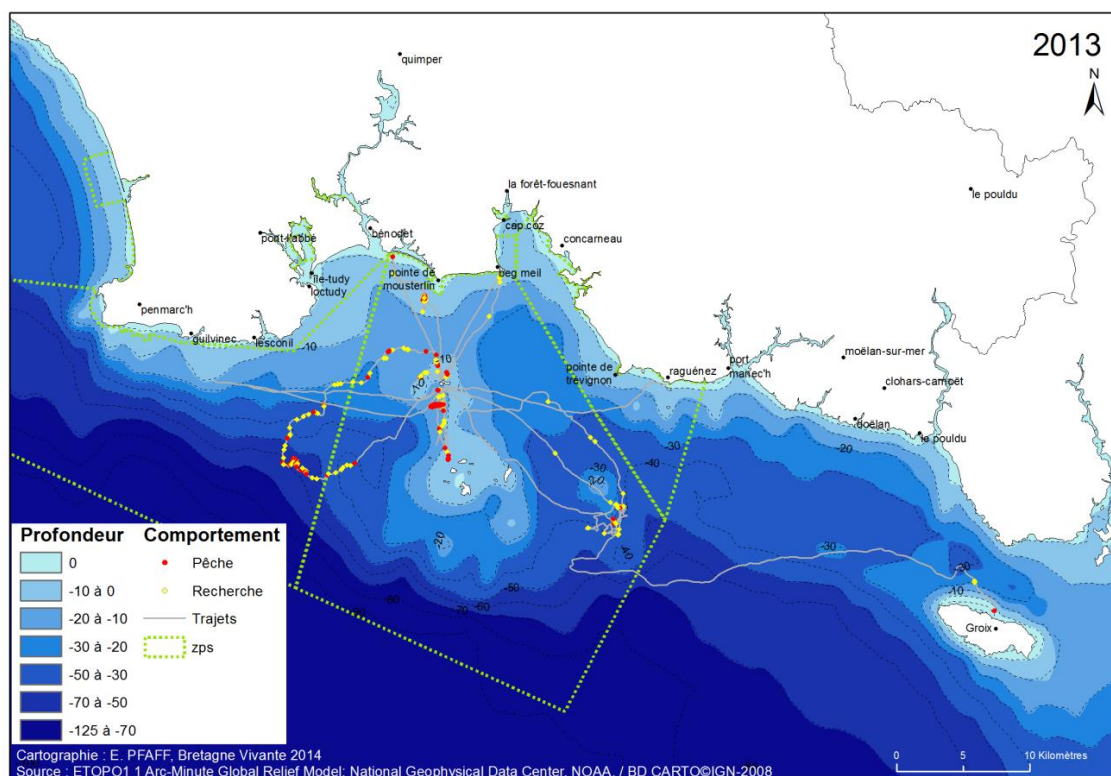 2013
N
quimper
la forêt-fouesnant
le pouldu
cap coz
pont-l'abbé
bénodet
concarneau
île-tudy
loctudy
pointe de
mousterlin
beg meil
penmarc'h
guilvinec
lesconil
-10
-10
-10
pointe de
trévignon
raguénez
port
manec'h
moëlan-sur-mer
clohars-carnoët
doëlan
le pouldu
-20
-30
-40
-30
-20
-40
-50
-60
-70
-30
-20
-10
Groix
Profondeur
0
-10 à 0
-20 à -10
-30 à -20
-50 à -30
-70 à -50
-125 à -70
Comportement
Pêche
Recherche
Trajets
zps
0 5 10 Kilomètres
Cartographie : E. PFAFF, Bretagne Vivante 2014
Source : ETOPO1 1 Arc-Minute Global Relief Model; National Geophysical Data Center, NOAA. / BD CARTO©IGN-2008